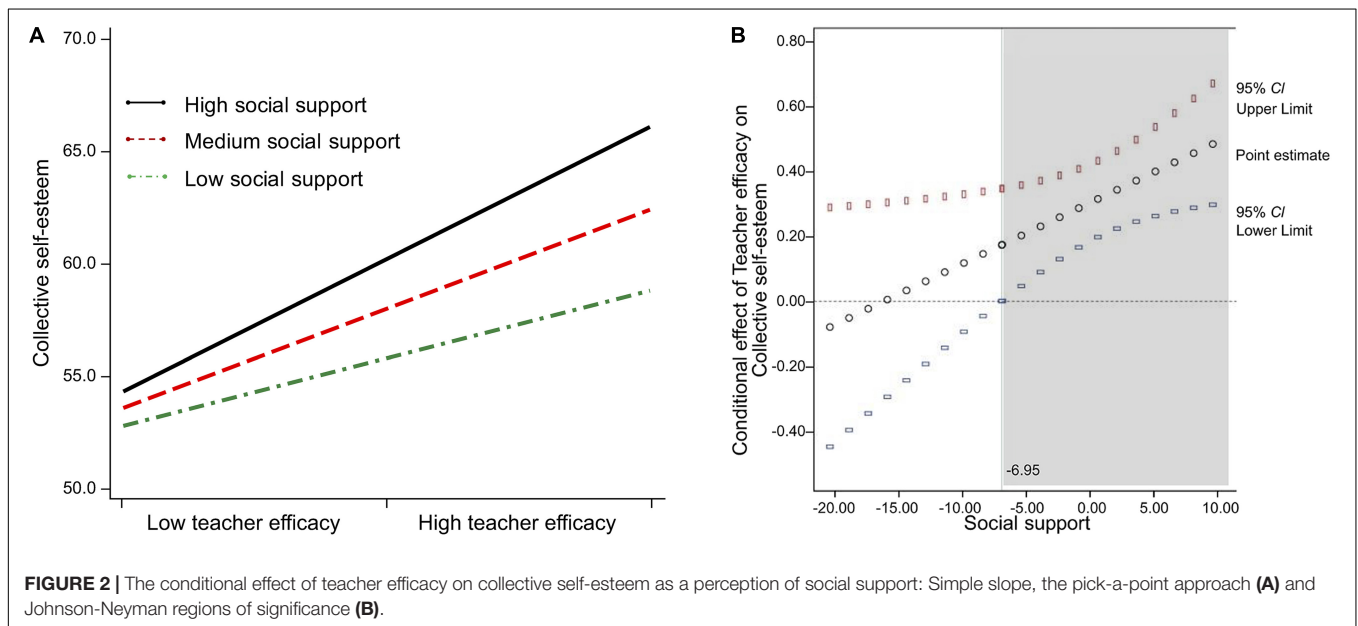 A
70.0
65.0
60.0
55.0
50.0
Collective self-esteem
High social support
Medium social support
Low social support
Low teacher efficacy
High teacher efficacy
B
0.80
0.60
0.40
0.20
0.00
-0.20
-0.40
Conditional effect of Teacher efficacy on
Collective self-esteem
95% CI
Upper Limit
Point estimate
95% CI
Lower Limit
-6.95
-20.00 -15.00 -10.00 -5.00 0.00 5.00 10.00
Social support
FIGURE 2 | The conditional effect of teacher efficacy on collective self-esteem as a perception of social support: Simple slope, the pick-a-point approach (A) and
Johnson-Neyman regions of significance (B).